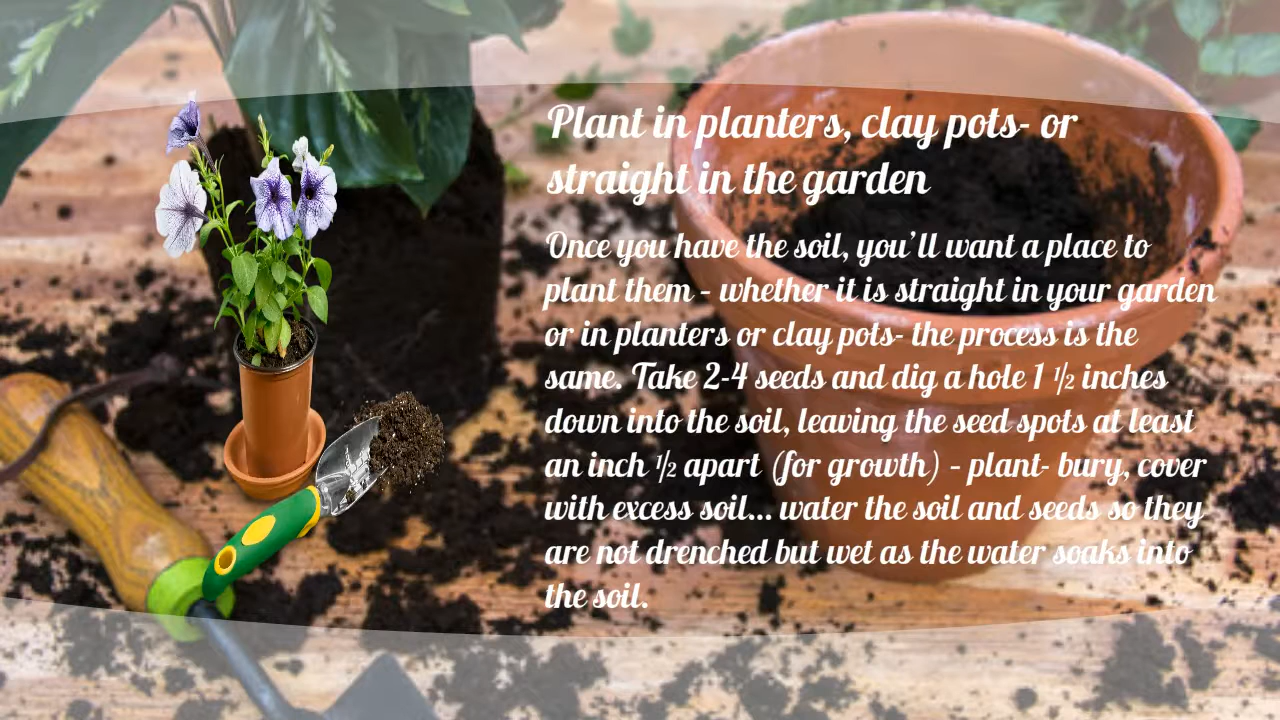 Plant in planters, clay pots- or
straight in the garden
Once you have the soil, you’ll want a place to
plant them – whether it is straight in your garden
or in planters or clay pots- the process is the
same. Take 2-4 seeds and dig a hole 1 ½ inches
down into the soil, leaving the seed spots at least
an inch ½ apart (for growth) – plant- bury, cover
with excess soil... water the soil and seeds so they
are not drenched but wet as the water soaks into
the soil.